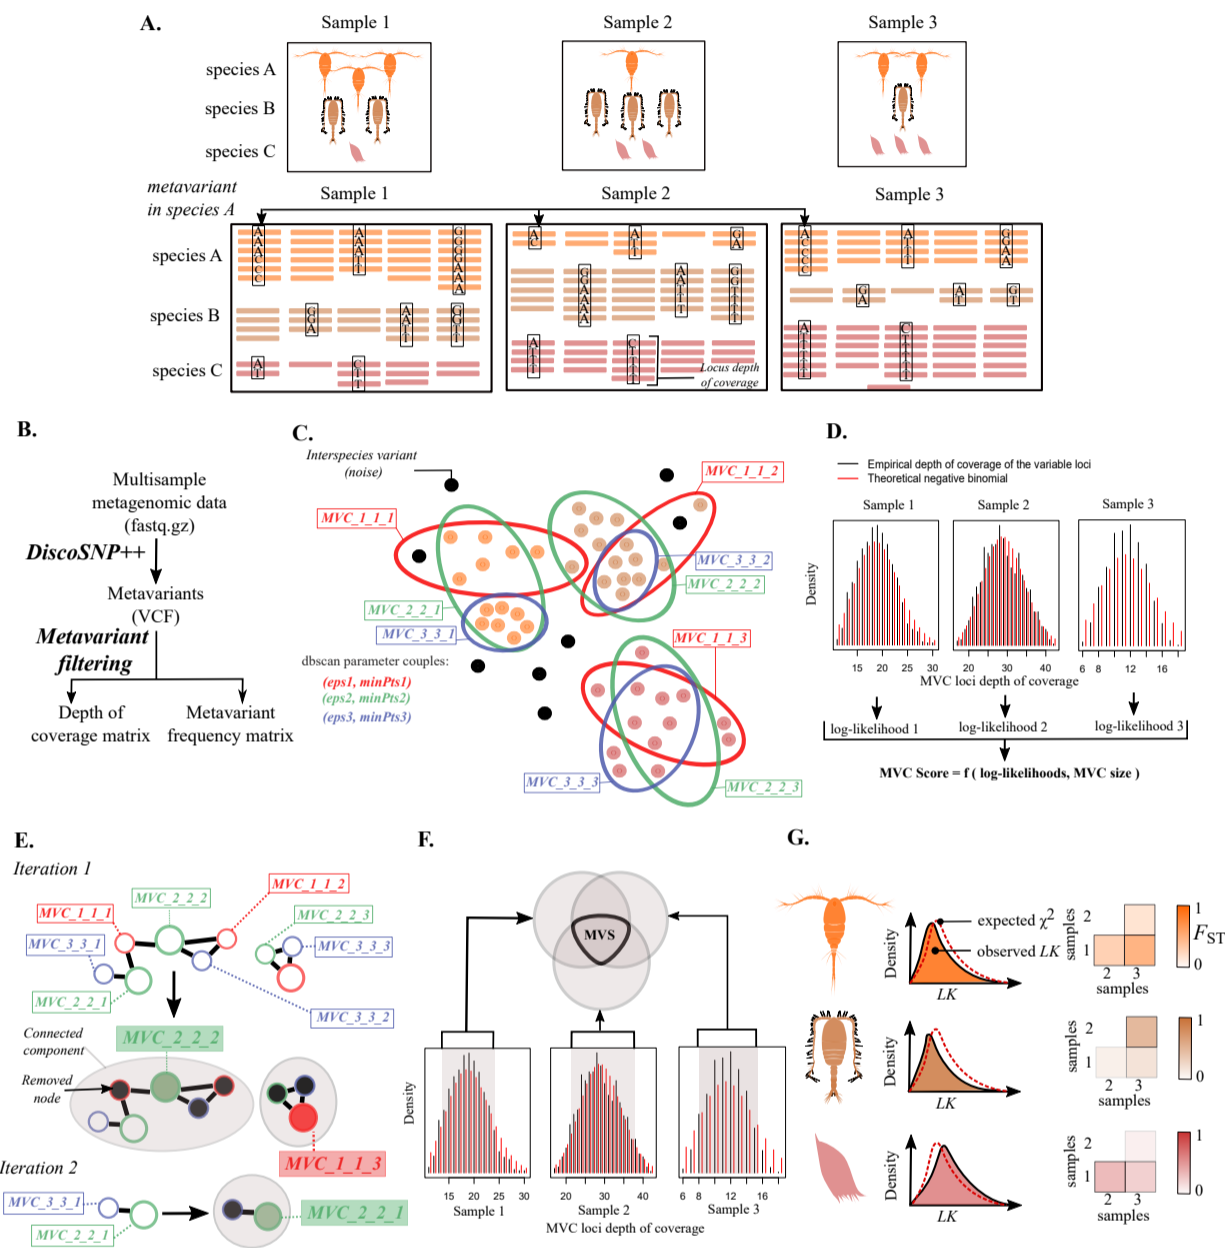 A.
Sample 1
Sample 2
Sample 3
species A
species B
species C
metavariant
in species A
Sample 1
Sample 2
Sample 3
species A
species B
species C
A
A
A
C
C
A
A
T
T
G
G
G
G
A
A
A
G
G
A
A
A
T
T
G
G
T
T
A
T
C
T
T
A
C
A
T
T
G
A
G
G
A
A
A
A
A
T
T
T
G
G
T
T
T
T
A
T
T
T
C
T
T
T
T
Locus depth
of coverage
A
C
C
C
C
A
T
T
G
G
A
A
G
A
A
T
G
T
A
T
T
T
T
T
C
T
T
T
T
T
B.
Multisample
metagenomic data
(fastq.gz)
DiscoSNP++
Metavariants
(VCF)
Metavariant
filtering
Depth of
coverage matrix
Metavariant
frequency matrix
C.
Interspecies variant
(noise)
MVC_1_1_2
MVC_1_1_1
MVC_3_3_2
MVC_2_2_2
MVC_2_2_1
MVC_3_3_1
MVC_1_1_3
dbscan parameter couples:
(eps1, minPts1)
(eps2, minPts2)
(eps3, minPts3)
MVC_3_3_3
MVC_2_2_3
D.
Empirical depth of coverage of the variable loci
Theoretical negative binomial
Sample 1
Sample 2
Sample 3
Density
15 20 25 30
20 30 40
6 8 12 16
MVC loci depth of coverage
log-likelihood 1
log-likelihood 2
log-likelihood 3
MVC Score = f ( log-likelihoods, MVC size )
E.
Iteration 1
MVC_1_1_2
MVC_2_2_2
MVC_1_1_1
MVC_2_2_3
MVC_3_3_1
MVC_3_3_3
MVC_2_2_1
MVC_3_3_2
Connected
component
MVC_2_2_2
Removed
node
MVC_1_1_3
Iteration 2
MVC_3_3_1
MVC_2_2_1
MVC_2_2_1
F.
MVS
Density
15 20 25 30
20 30 40
6 8 12 16
Sample 1
Sample 2
Sample 3
MVC loci depth of coverage
G.
Density
LK
expected χ2
observed LK
samples
2
1
2 3
samples
1
FST
0
Density
LK
samples
2
1
2 3
samples
1
0
Density
LK
samples
2
1
2 3
samples
1
0